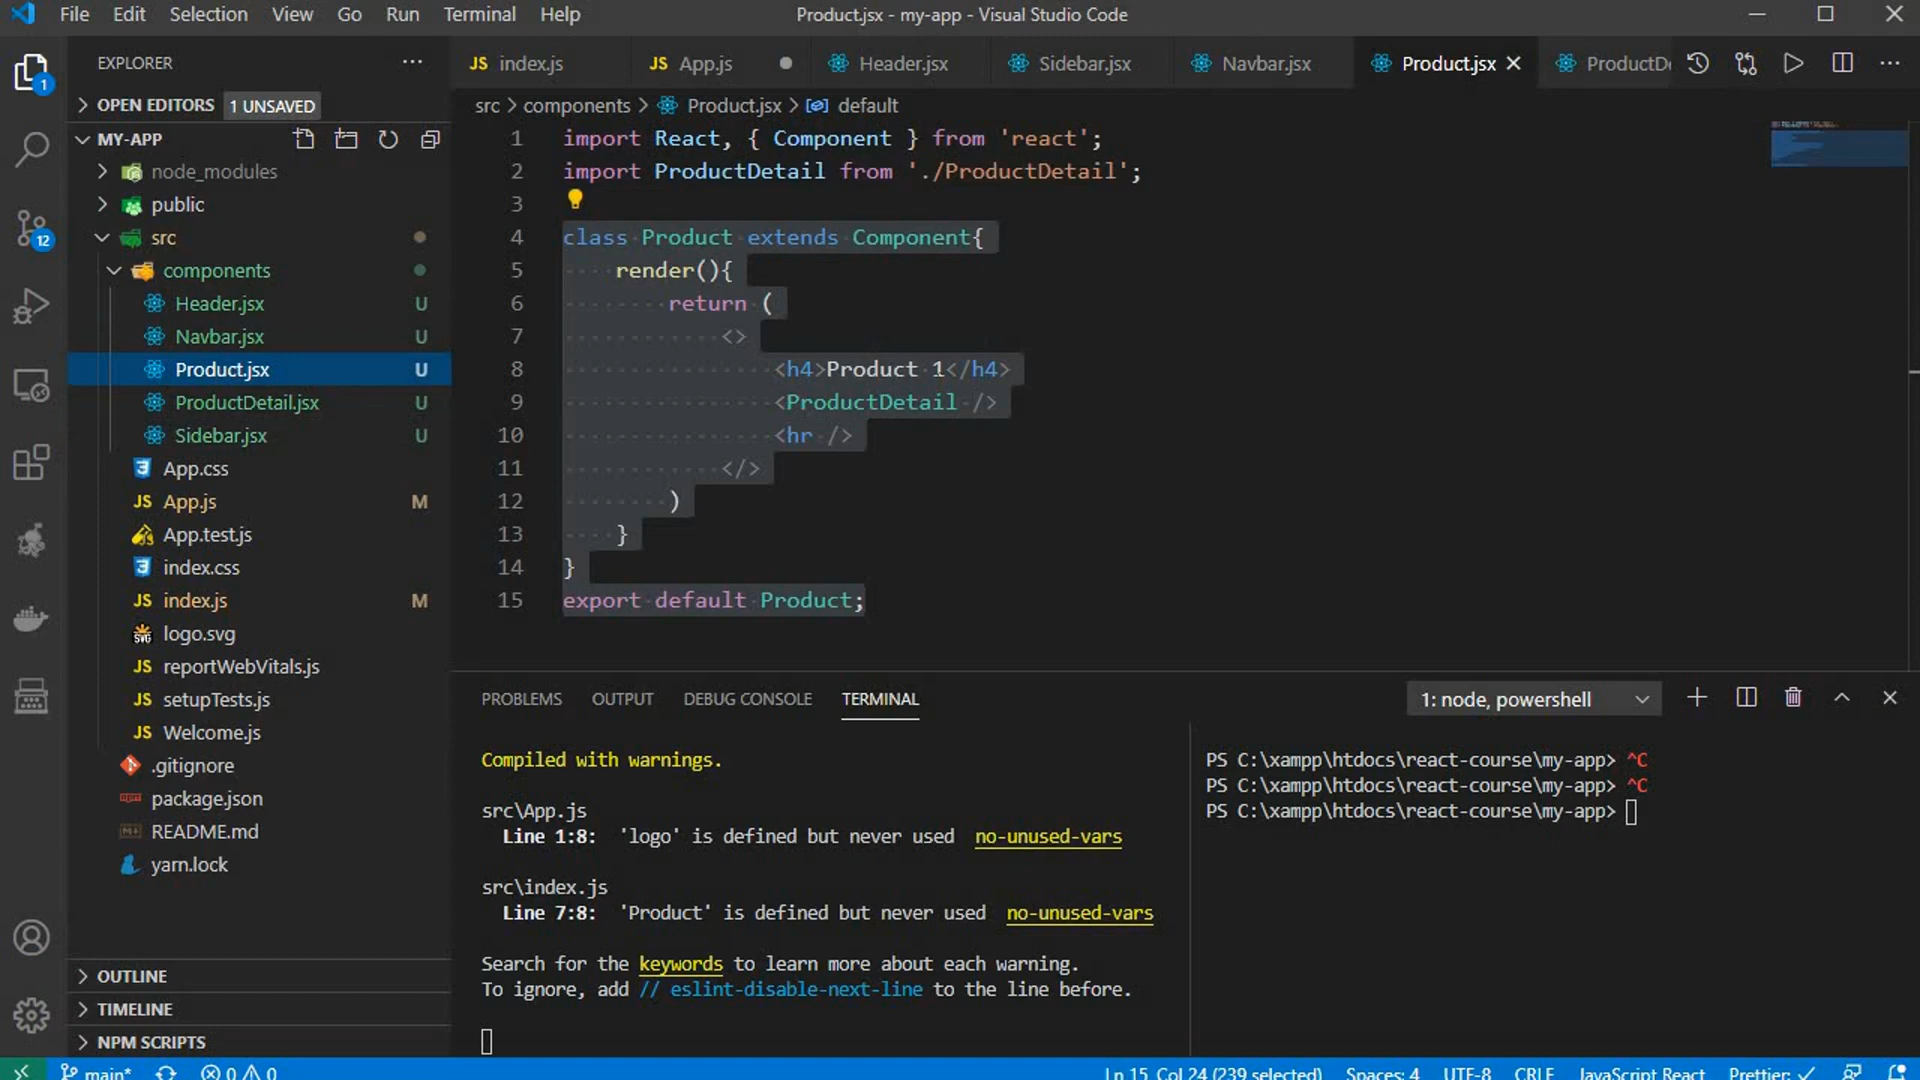 File Edit Selection View Go Run Terminal Help
Product.jsx - my-app - Visual Studio Code
EXPLORER
OPEN EDITORS 1 UNSAVED
MY-APP
node_modules
public
src
components
Header.jsx U
Navbar.jsx U
Product.jsx U
ProductDetail.jsx U
Sidebar.jsx U
App.css
JS App.js M
App.test.js
index.css
JS index.js M
logo.svg
JS reportWebVitals.js
JS setupTests.js
JS Welcome.js
.gitignore
package.json
README.md
yarn.lock
OUTLINE
TIMELINE
NPM SCRIPTS
1
12
JS index.js
JS App.js
Header.jsx
Sidebar.jsx
Navbar.jsx
Product.jsx
ProductD
src > components > Product.jsx > default
1 import React, { Component } from 'react';
2 import ProductDetail from './ProductDetail';
3
4 class Product extends Component{
5 render(){
6 return (
7 <>
8 <h4>Product 1</h4>
9 <ProductDetail />
10 <hr />
11 </>
12 )
13 }
14 }
15 export default Product;
PROBLEMS OUTPUT DEBUG CONSOLE TERMINAL
1: node, powershell
Compiled with warnings.
src\App.js
Line 1:8: 'logo' is defined but never used no-unused-vars
src\index.js
Line 7:8: 'Product' is defined but never used no-unused-vars
Search for the keywords to learn more about each warning.
To ignore, add // eslint-disable-next-line to the line before.
PS C:\xampp\htdocs\react-course\my-app> ^C
PS C:\xampp\htdocs\react-course\my-app> ^C
PS C:\xampp\htdocs\react-course\my-app>
main* 0 0
Ln 15, Col 24 (239 selected) Spaces: 4 UTF-8 CRLF JavaScript React Prettier: ✓